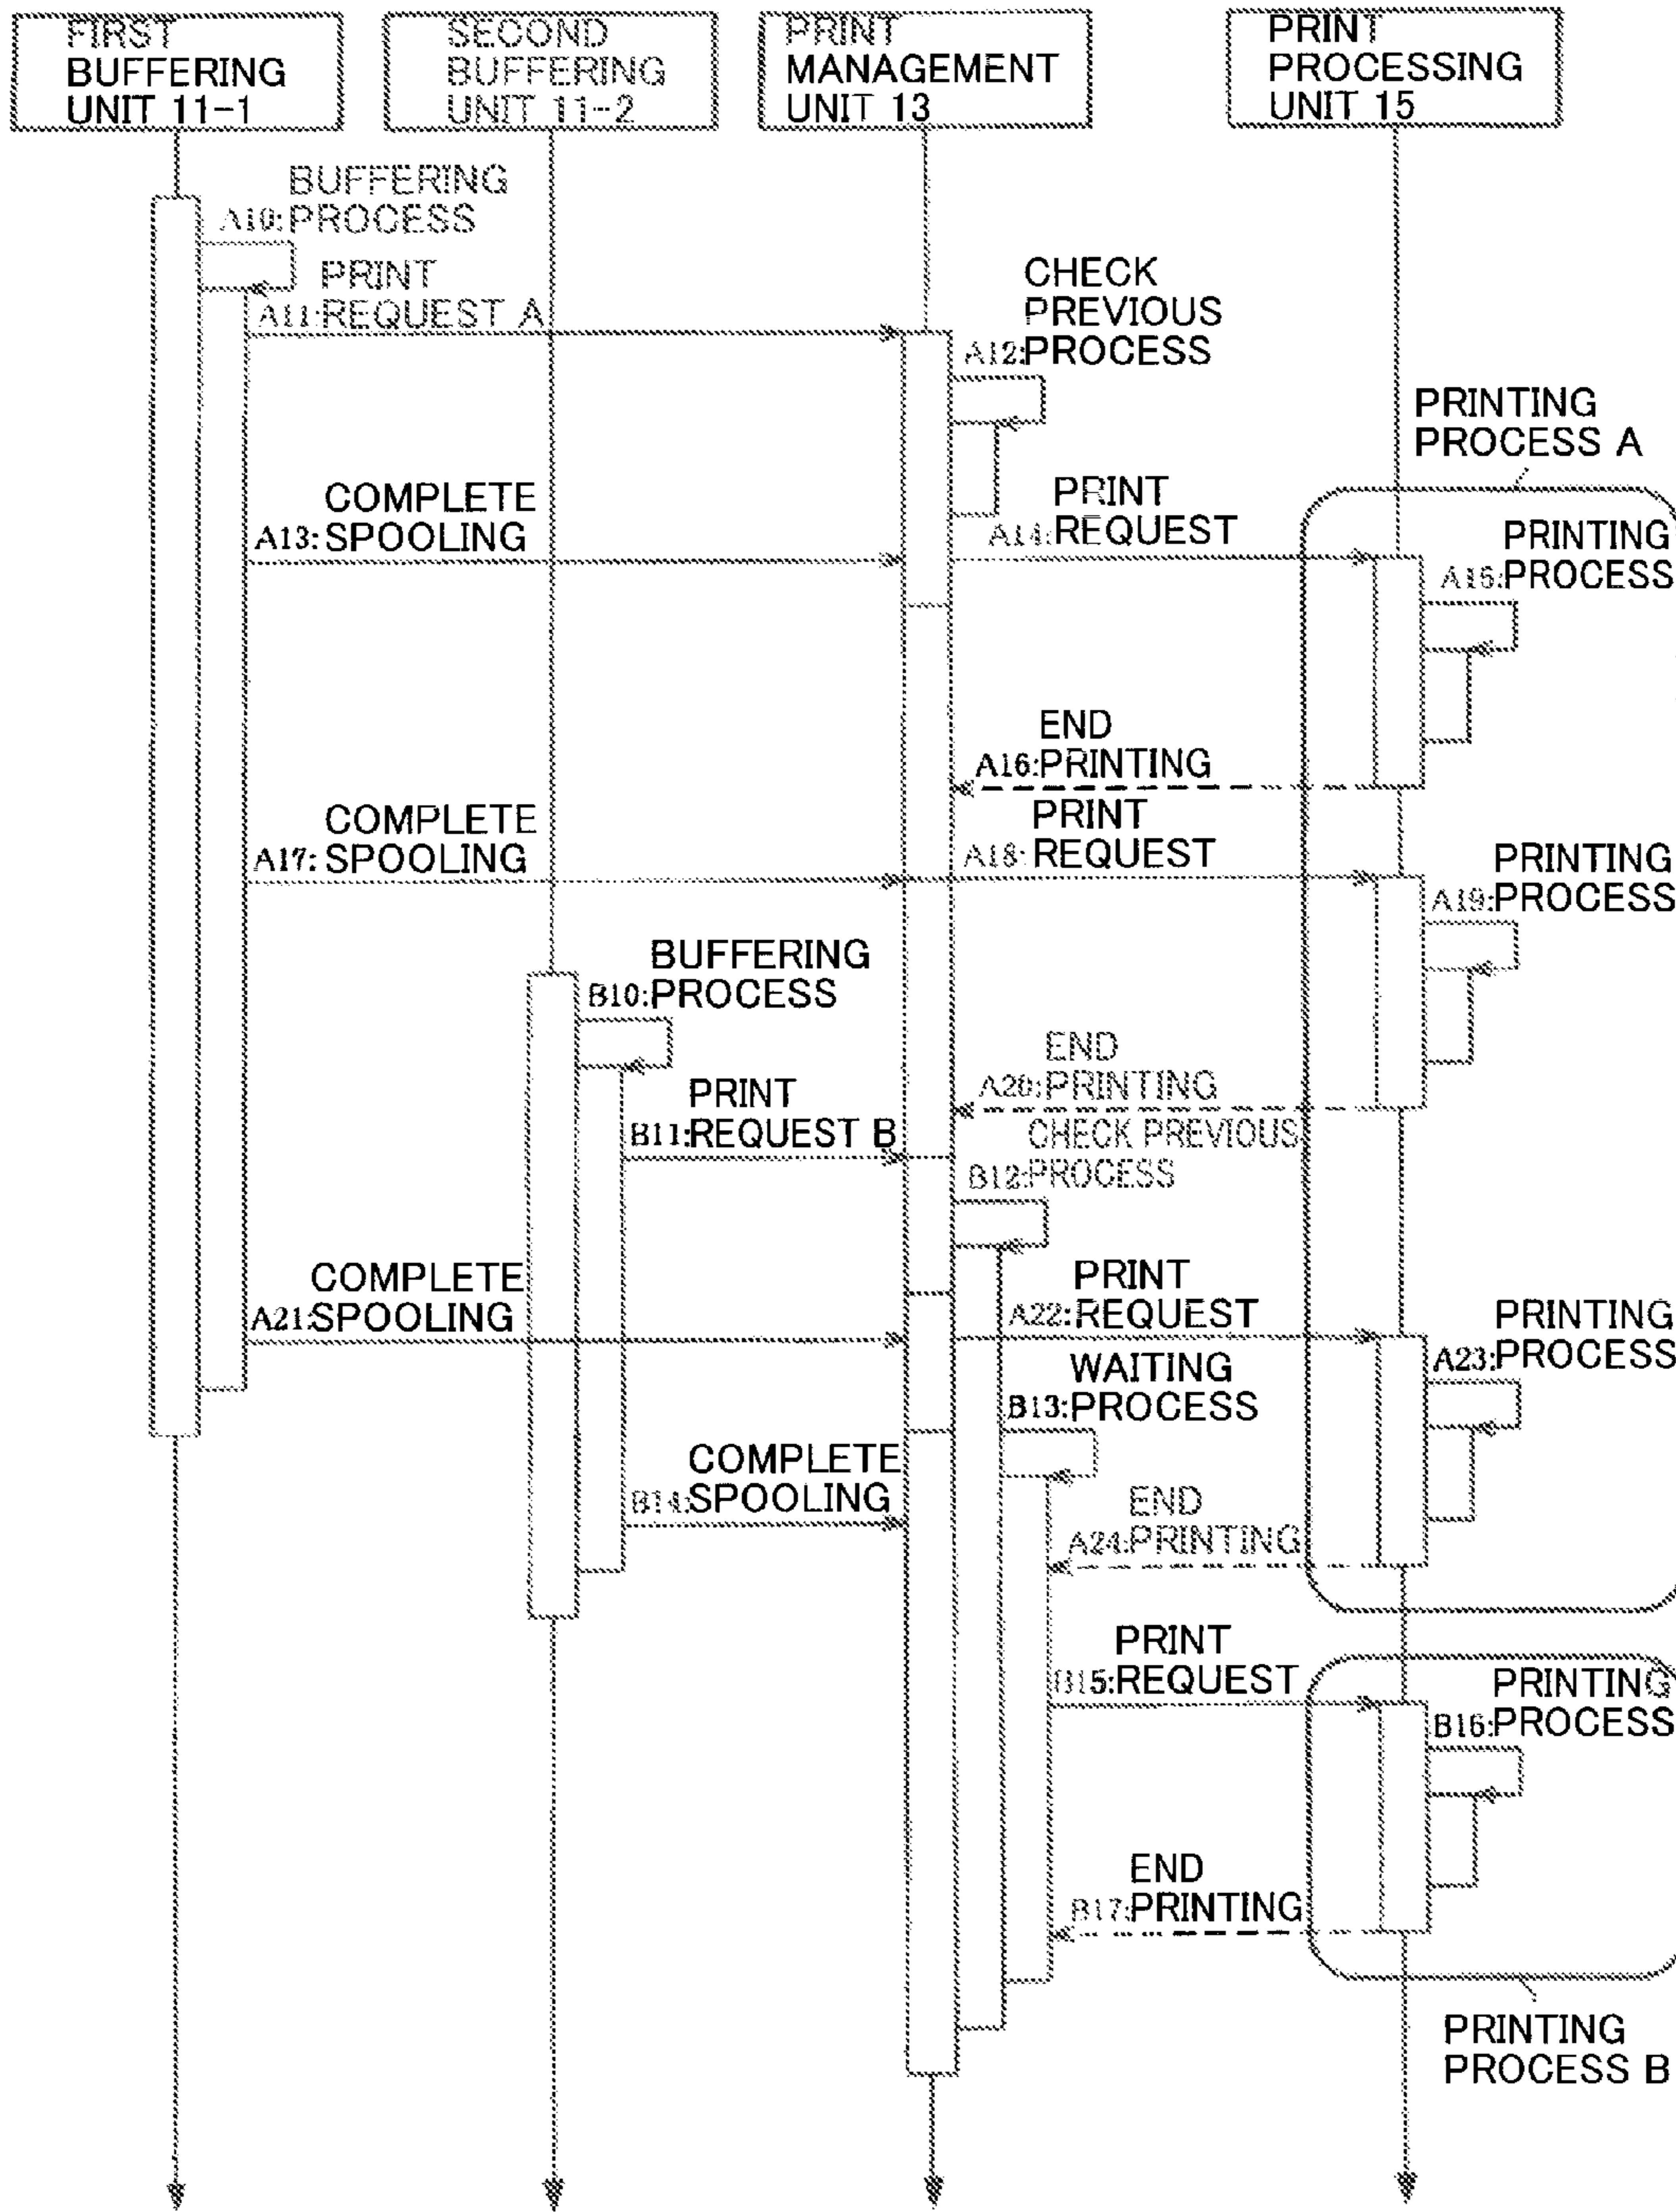 FIRST
BUFFERING
UNIT 11-1
SECOND
BUFFERING
UNIT 11-2
PRINT
MANAGEMENT
UNIT 13
PRINT
PROCESSING
UNIT 15
BUFFERING
A10:PROCESS
PRINT
A11:REQUEST A
CHECK
PREVIOUS
A12:PROCESS
PRINTING
PROCESS A
COMPLETE
A13:SPOOLING
PRINT
A14:REQUEST
PRINTING
A15:PROCESS
END
A16:PRINTING
COMPLETE
A17:SPOOLING
PRINT
A18:REQUEST
PRINTING
A19:PROCESS
BUFFERING
B10:PROCESS
END
A20:PRINTING
PRINT
B11:REQUEST B
CHECK PREVIOUS
B12:PROCESS
COMPLETE
A21:SPOOLING
PRINT
A22:REQUEST
PRINTING
A23:PROCESS
WAITING
B13:PROCESS
COMPLETE
B14:SPOOLING
END
A24:PRINTING
PRINT
B15:REQUEST
PRINTING
B16:PROCESS
END
B17:PRINTING
PRINTING
PROCESS B